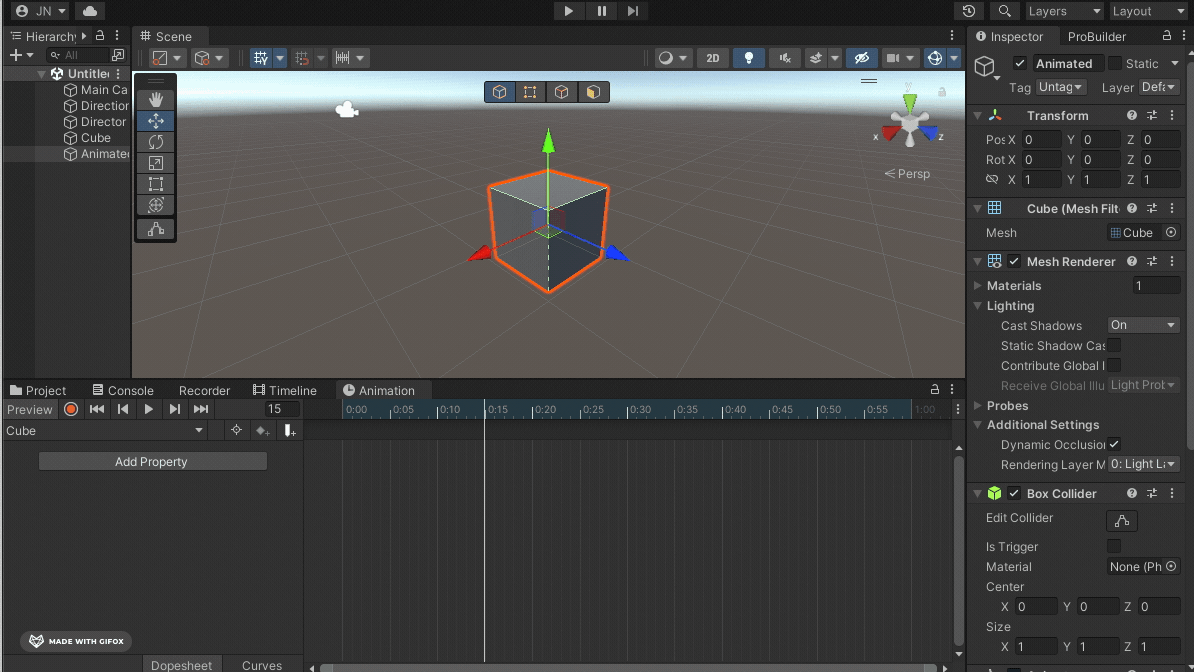 JN Layers Layout
Hierarchy
All
Untitled
Main Ca
Direction
Director
Cube
Animated
Scene
2D
Persp
y
x
z
Inspector ProBuilder
Animated Static
Tag Untag Layer Defa
Transform
Pos X 0 Y 0 Z 0
Rot X 0 Y 0 Z 0
X 1 Y 1 Z 1
Cube (Mesh Filt
Mesh Cube
Mesh Renderer
Materials 1
Lighting
Cast Shadows On
Static Shadow Cas
Contribute Global I
Receive Global Illu Light Prob
Probes
Additional Settings
Dynamic Occlusion
Rendering Layer M 0: Light La
Box Collider
Edit Collider
Is Trigger
Material None (Ph
Center
X 0 Y 0 Z 0
Size
X 1 Y 1 Z 1
Project Console Recorder Timeline Animation
Preview 15
0:00 0:05 0:10 0:15 0:20 0:25 0:30 0:35 0:40 0:45 0:50 0:55 1:00
Cube
Add Property
MADE WITH GIFOX
Dopesheet Curves